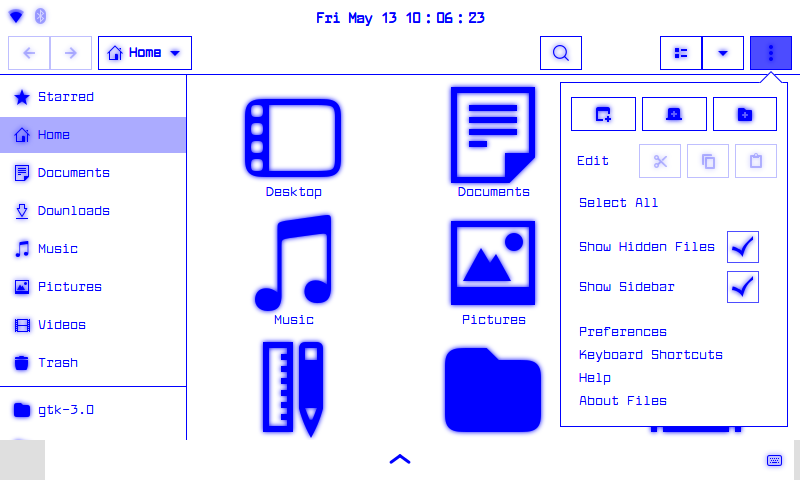 Fri May 13 10:06:23
Home
Starred
Home
Documents
Downloads
Music
Pictures
Videos
Trash
gtk-3.0
Desktop
Documents
Music
Pictures
Edit
Select All
Show Hidden Files
Show Sidebar
Preferences
Keyboard Shortcuts
Help
About Files